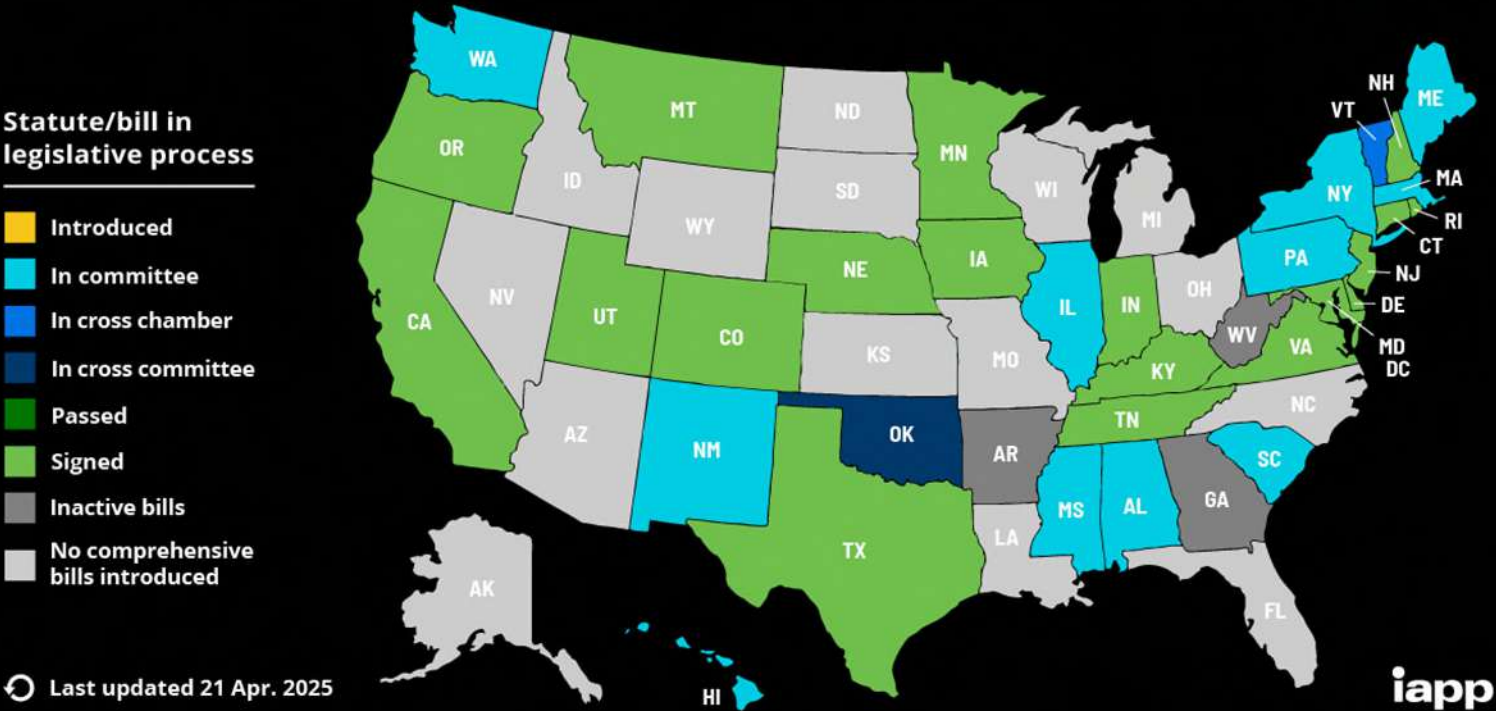 Statute/bill in
legislative process
Introduced
In committee
In cross chamber
In cross committee
Passed
Signed
Inactive bills
No comprehensive
bills introduced
Last updated 21 Apr. 2025
WA
OR
CA
NV
ID
MT
WY
UT
CO
AZ
NM
ND
SD
NE
KS
OK
TX
MN
IA
MO
AR
LA
WI
IL
MI
IN
OH
KY
TN
MS
AL
GA
FL
SC
NC
VA
WV
PA
NY
VT
NH
ME
MA
RI
CT
NJ
DE
MD
DC
AK
HI
iapp